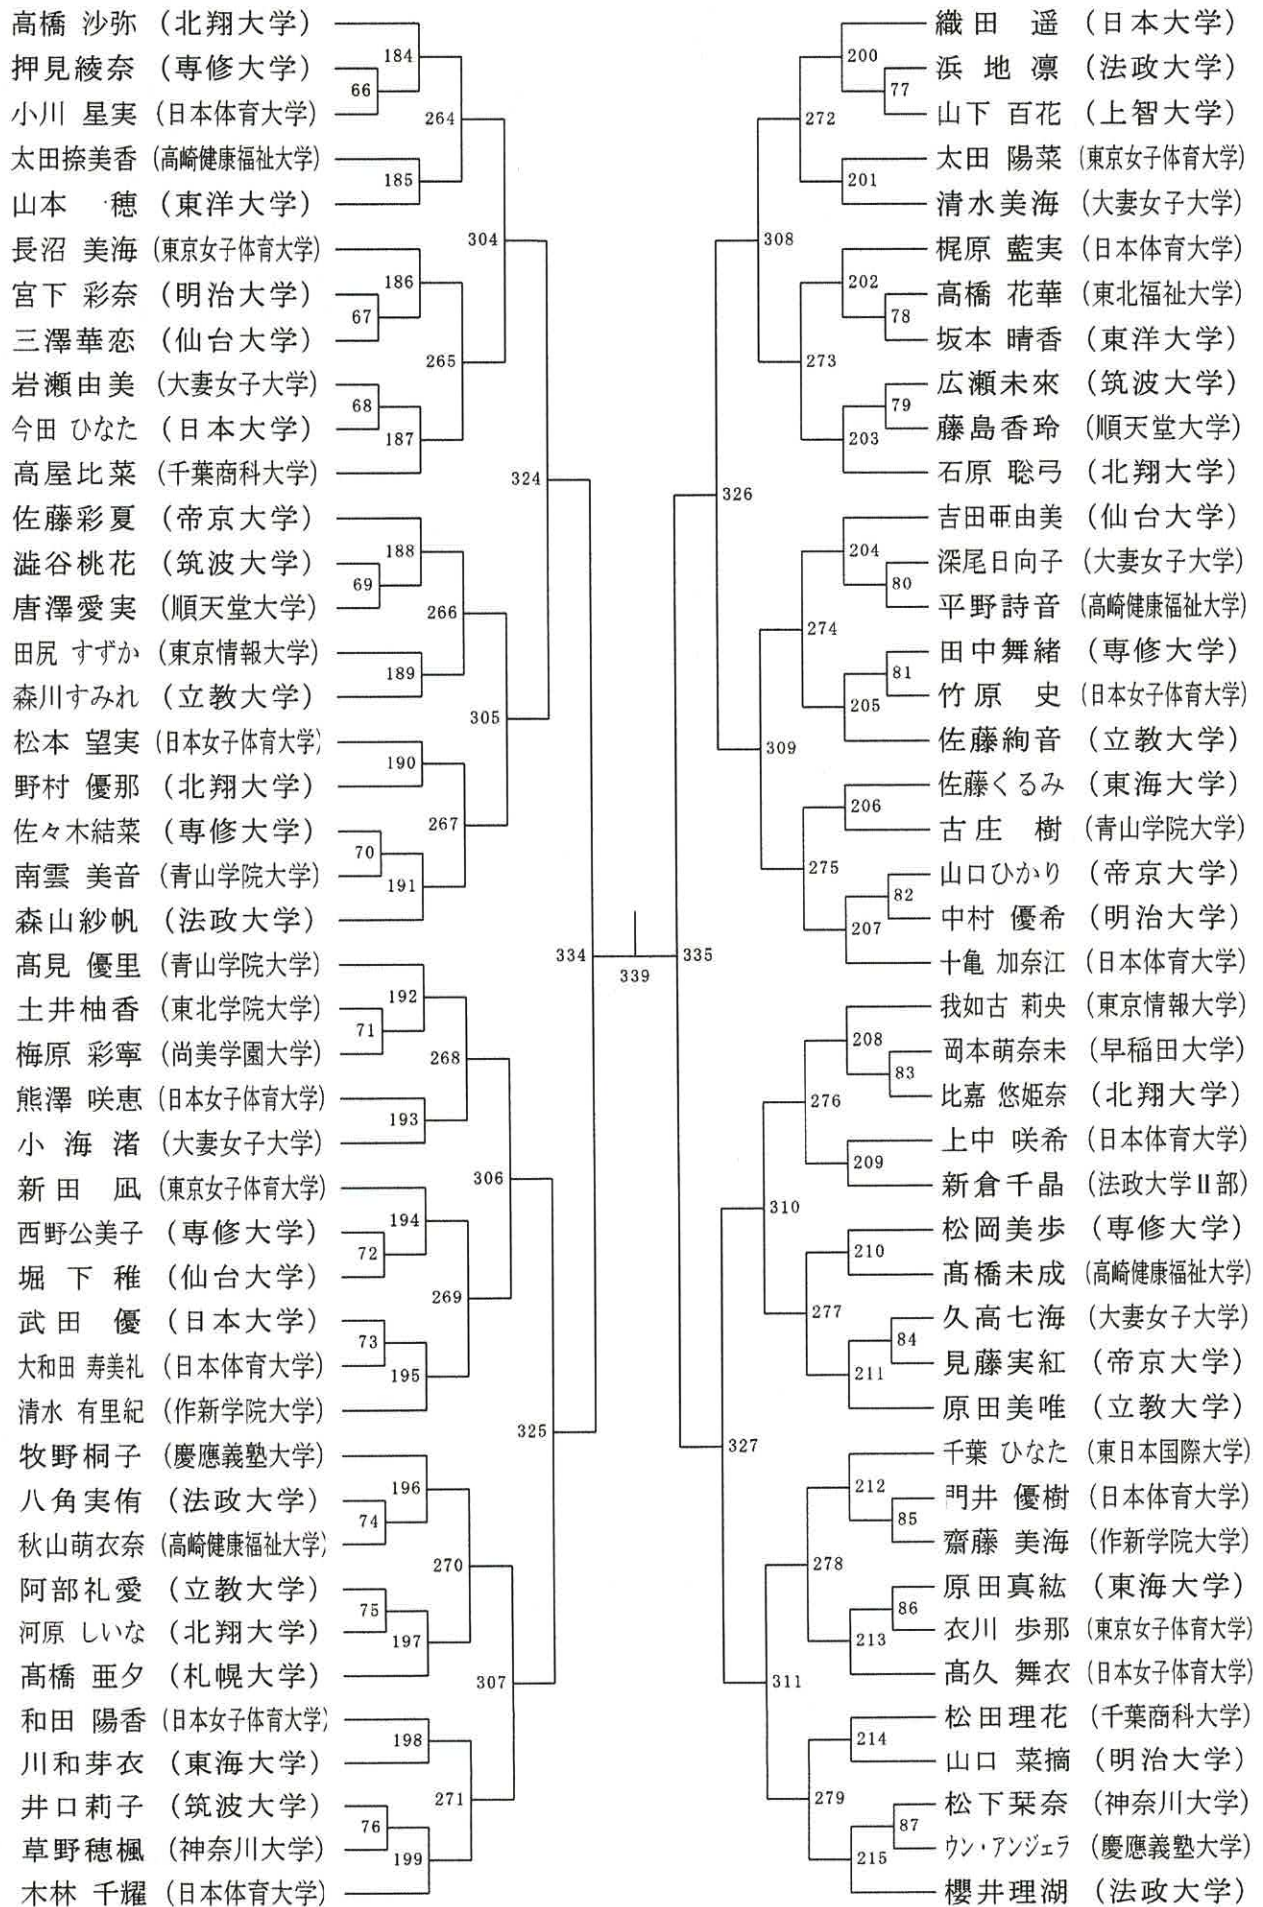 高橋 沙弥 (北翔大学)
押見綾奈 (専修大学)
小川 星実 (日本体育大学)
太田捺美香 (高崎健康福祉大学)
山本 穂 (東洋大学)
長沼 美海 (東京女子体育大学)
宮下 彩奈 (明治大学)
三澤華恋 (仙台大学)
岩瀬由美 (大妻女子大学)
今田 ひなた (日本大学)
高屋比菜 (千葉商科大学)
佐藤彩夏 (帝京大学)
澁谷桃花 (筑波大学)
唐澤愛実 (順天堂大学)
田尻 すずか (東京情報大学)
森川すみれ (立教大学)
松本 望実 (日本女子体育大学)
野村 優那 (北翔大学)
佐々木結菜 (専修大学)
南雲 美音 (青山学院大学)
森山紗帆 (法政大学)
髙見 優里 (青山学院大学)
土井柚香 (東北学院大学)
梅原 彩寧 (尚美学園大学)
熊澤 咲恵 (日本女子体育大学)
小海渚 (大妻女子大学)
新田 凪 (東京女子体育大学)
西野公美子 (専修大学)
堀下稚 (仙台大学)
武田 優 (日本大学)
大和田 寿美礼 (日本体育大学)
清水 有里紀 (作新学院大学)
牧野桐子 (慶應義塾大学)
八角実侑 (法政大学)
秋山萌衣奈 (高崎健康福祉大学)
阿部礼愛 (立教大学)
河原 しいな (北翔大学)
髙橋 亜夕 (札幌大学)
和田 陽香 (日本女子体育大学)
川和芽衣 (東海大学)
井口莉子 (筑波大学)
草野穂楓 (神奈川大学)
木林 千耀 (日本体育大学)
66
67
68
69
70
71
72
73
74
75
76
184
185
186
187
188
189
190
191
192
193
194
195
196
197
198
199
264
265
266
267
268
269
270
271
304
305
306
307
324
325
334
339
335
326
327
308
309
310
311
272
273
274
275
276
277
278
279
200
201
202
203
204
205
206
207
208
209
210
211
212
213
214
215
77
78
79
80
81
82
83
84
85
86
87
織田 遥 (日本大学)
浜地凛 (法政大学)
山下 百花 (上智大学)
太田 陽菜 (東京女子体育大学)
清水美海 (大妻女子大学)
梶原 藍実 (日本体育大学)
高橋 花華 (東北福祉大学)
坂本 晴香 (東洋大学)
広瀬未來 (筑波大学)
藤島香玲 (順天堂大学)
石原 聡弓 (北翔大学)
吉田亜由美 (仙台大学)
深尾日向子 (大妻女子大学)
平野詩音 (高崎健康福祉大学)
田中舞緒 (専修大学)
竹原 史 (日本女子体育大学)
佐藤絢音 (立教大学)
佐藤くるみ (東海大学)
古庄 樹 (青山学院大学)
山口ひかり (帝京大学)
中村 優希 (明治大学)
十亀 加奈江 (日本体育大学)
我如古 莉央 (東京情報大学)
岡本萌奈未 (早稲田大学)
比嘉 悠姫奈 (北翔大学)
上中 咲希 (日本体育大学)
新倉千晶 (法政大学Ⅱ部)
松岡美歩 (専修大学)
髙橋未成 (高崎健康福祉大学)
久高七海 (大妻女子大学)
見藤実紅 (帝京大学)
原田美唯 (立教大学)
千葉 ひなた (東日本国際大学)
門井 優樹 (日本体育大学)
齋藤 美海 (作新学院大学)
原田真紘 (東海大学)
衣川 歩那 (東京女子体育大学)
髙久 舞衣 (日本女子体育大学)
松田理花 (千葉商科大学)
山口 菜摘 (明治大学)
松下栞奈 (神奈川大学)
ウン・アンジェラ (慶應義塾大学)
櫻井理湖 (法政大学)